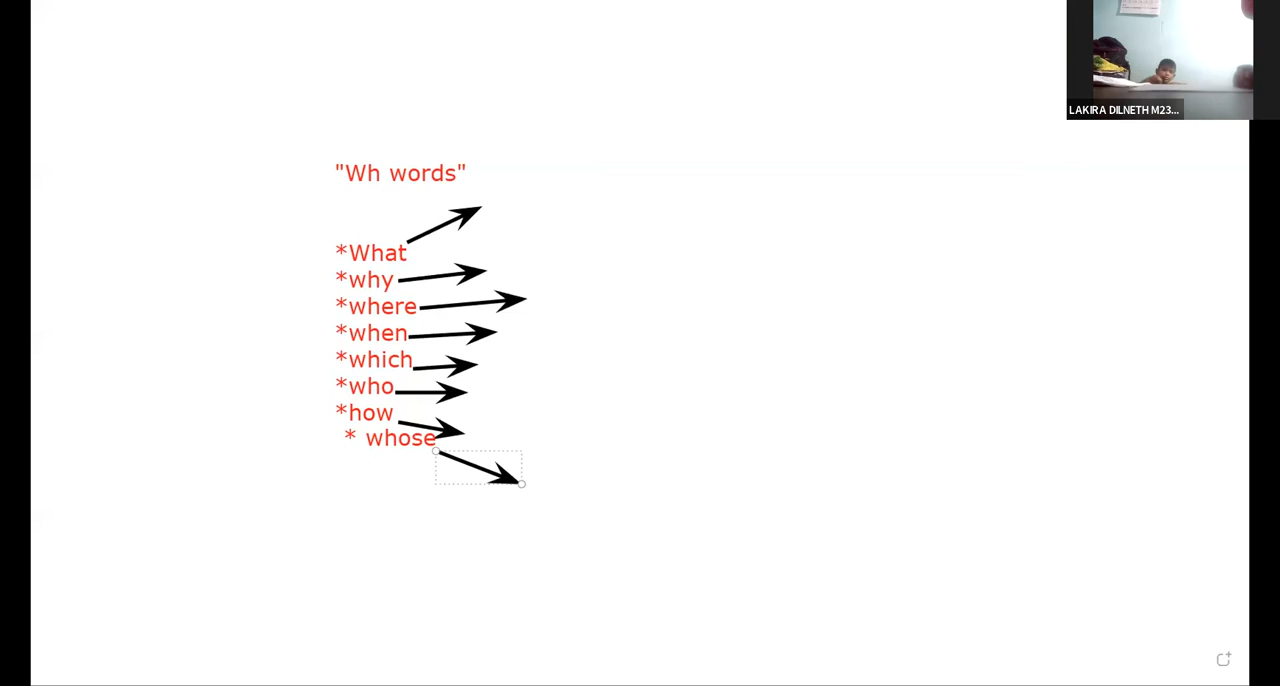 LAKIRA DILNETH M23...
"Wh words"
*What
*why
*where
*when
*which
*who
*how
* whose